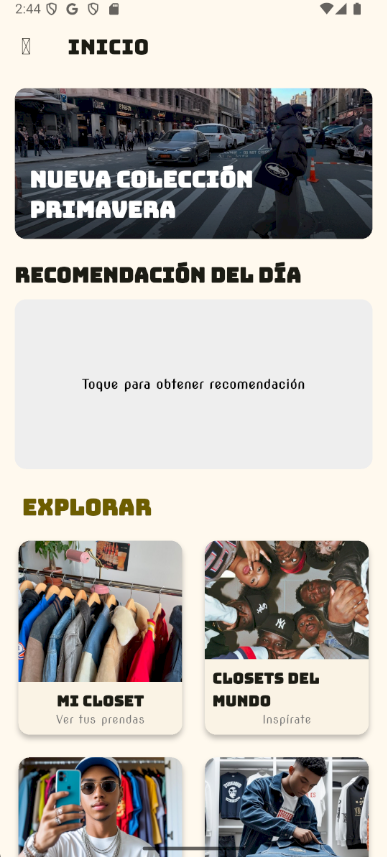 2:44
INICIO
NUEVA COLECCIÓN
PRIMAVERA
RECOMENDACIÓN DEL DÍA
Toque para obtener recomendación
EXPLORAR
MI CLOSET
Ver tus prendas
CLOSETS DEL
MUNDO
Inspírate